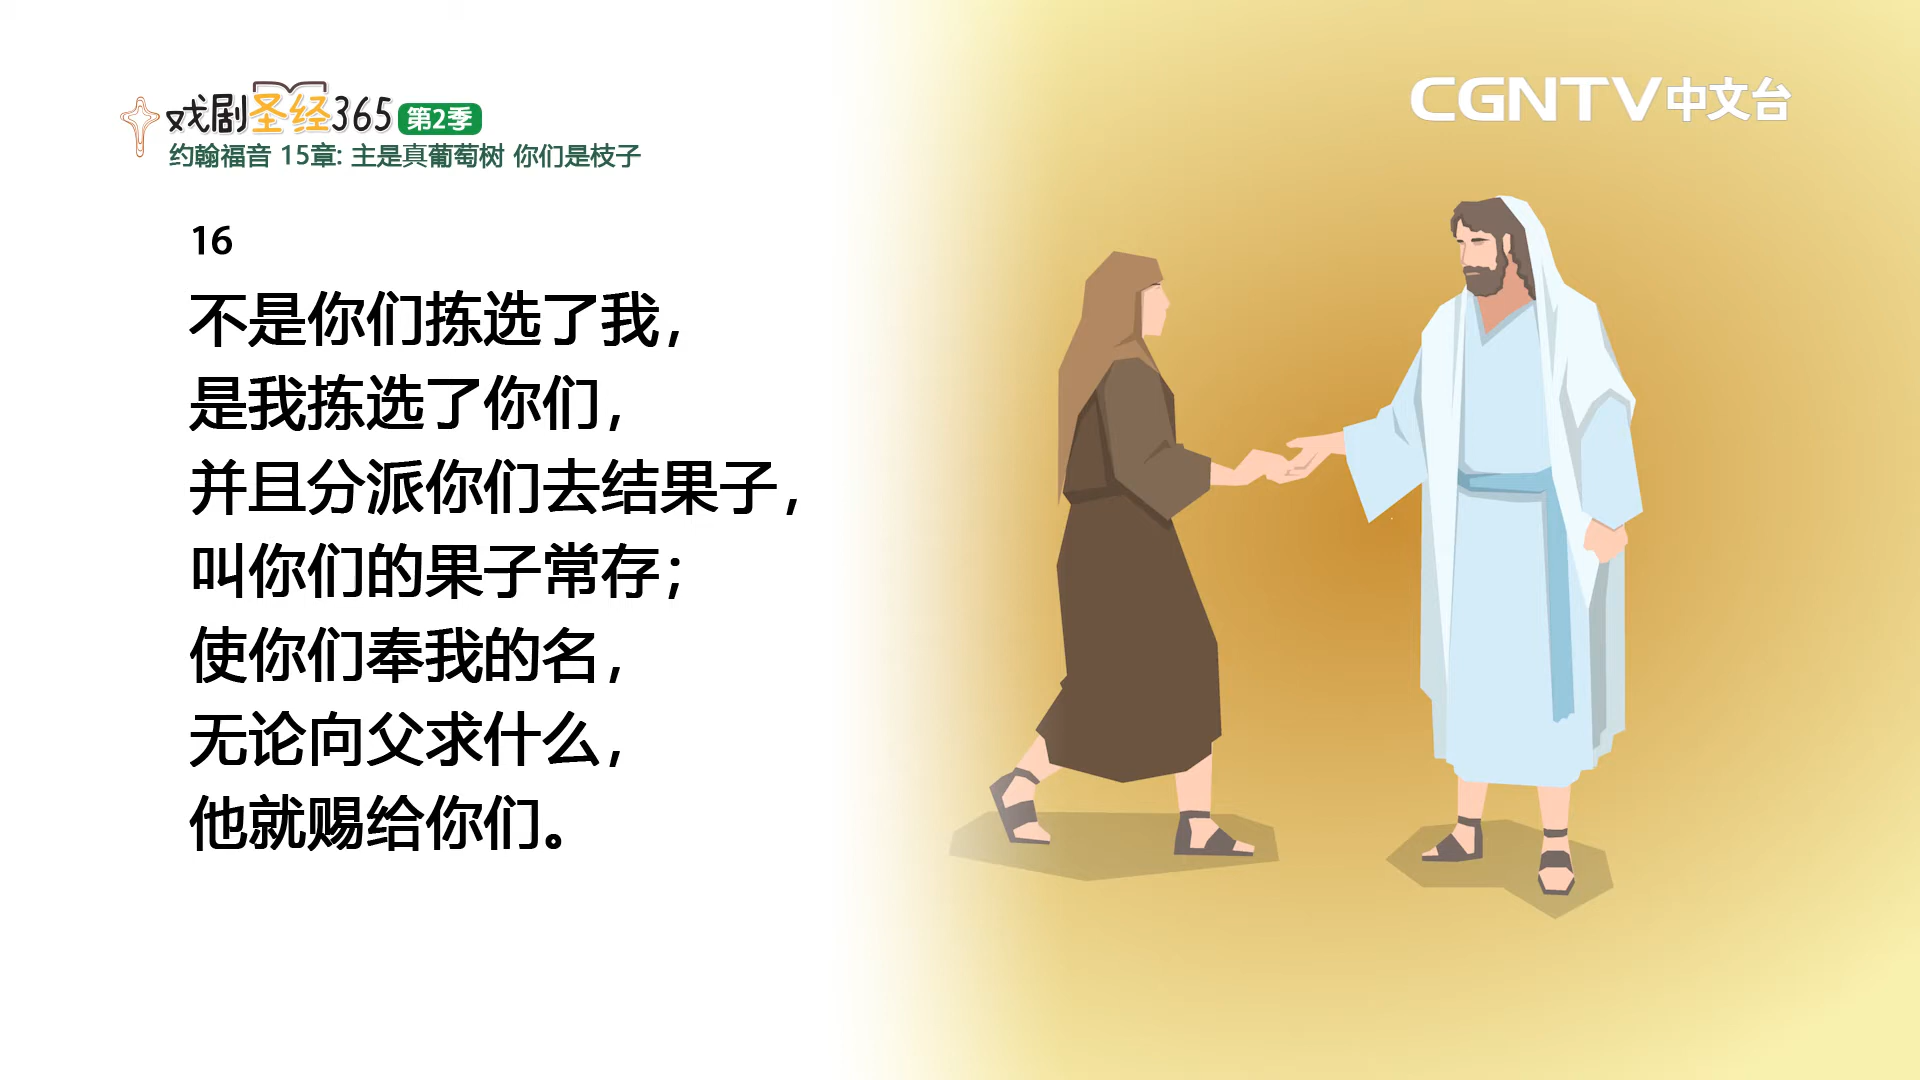 戏剧圣经365 第2季
约翰福音 15章: 主是真葡萄树 你们是枝子
CGNTV中文台
16
不是你们拣选了我，
是我拣选了你们，
并且分派你们去结果子，
叫你们的果子常存；
使你们奉我的名，
无论向父求什么，
他就赐给你们。